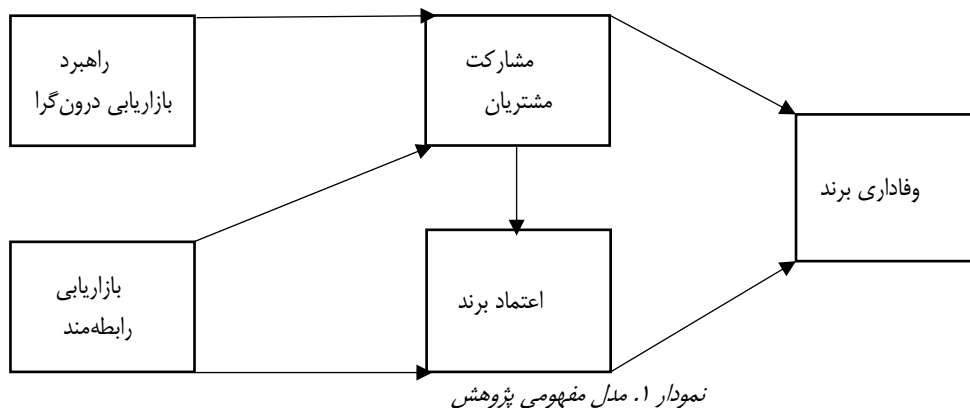 راهبرد
بازاریابی درون‌گرا
مشارکت
مشتریان
وفاداری برند
بازاریابی
رابطه‌مند
اعتماد برند
نمودار ۱. مدل مفهومی پژوهش